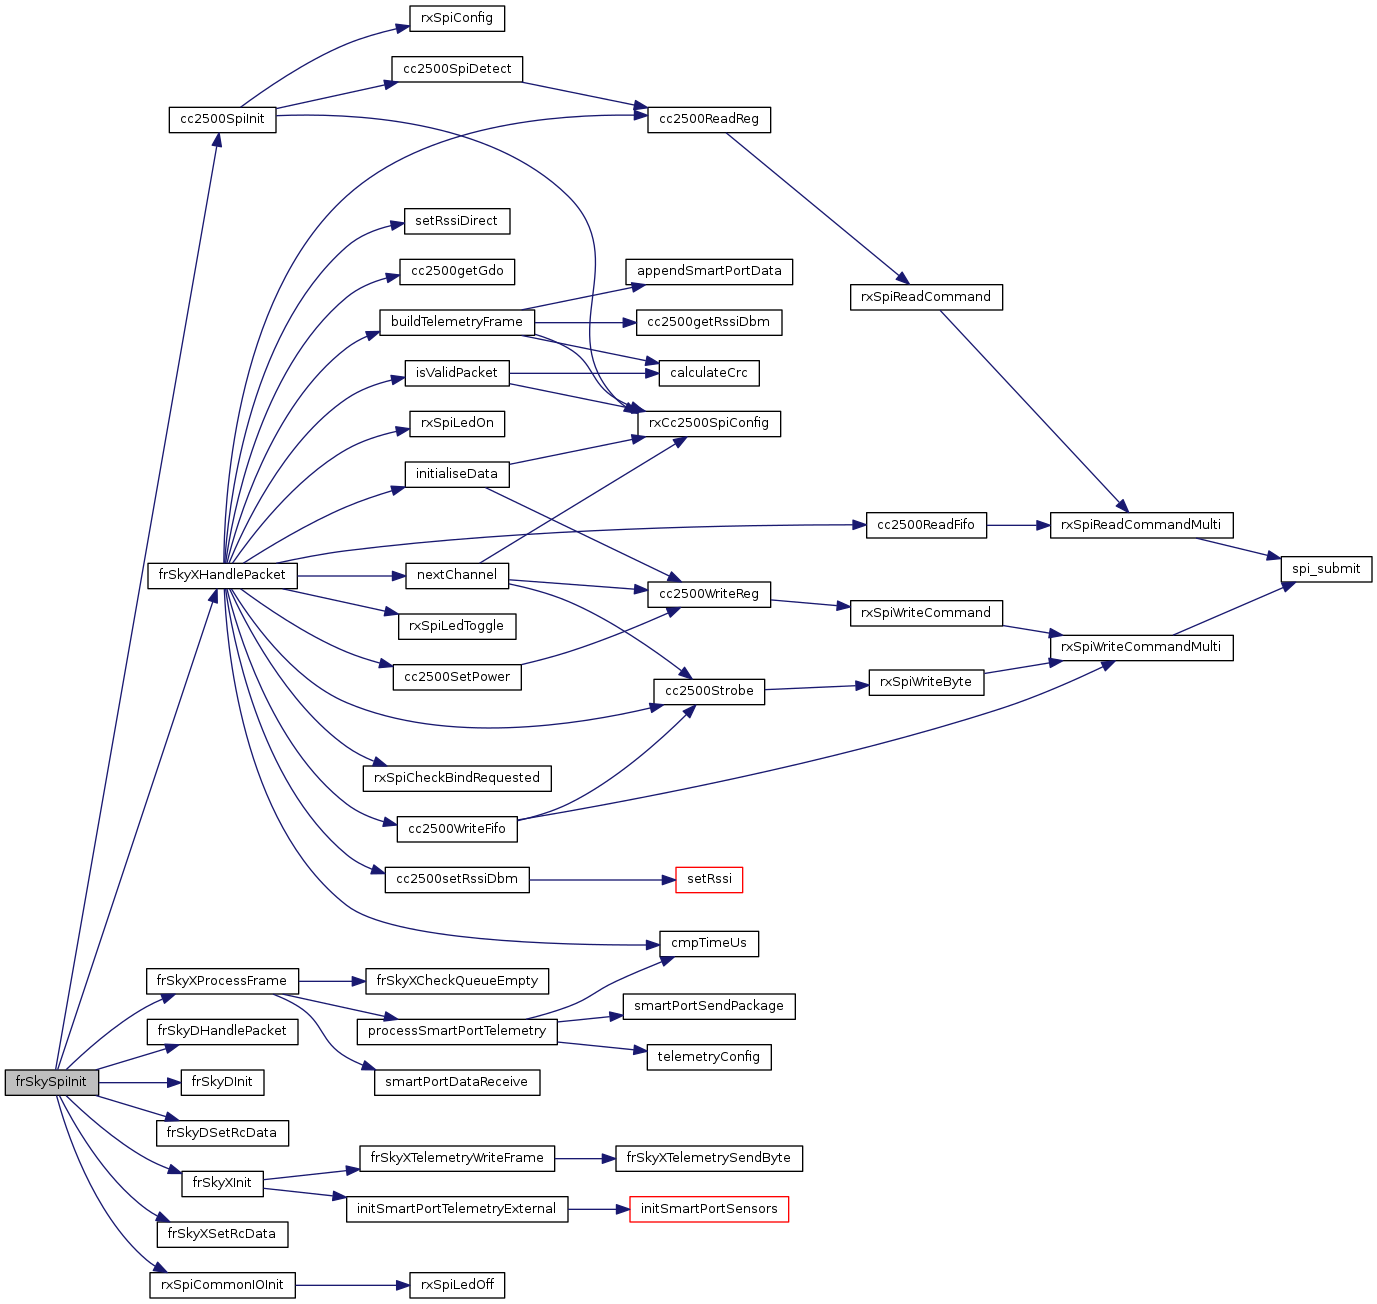 rxSpiConfig
cc2500SpiDetect
cc2500SpiInit
cc2500ReadReg
setRssiDirect
cc2500getGdo
appendSmartPortData
rxSpiReadCommand
buildTelemetryFrame
cc2500getRssiDbm
isValidPacket
calculateCrc
rxSpiLedOn
rxCc2500SpiConfig
initialiseData
cc2500ReadFifo
rxSpiReadCommandMulti
spi_submit
frSkyXHandlePacket
nextChannel
cc2500WriteReg
rxSpiWriteCommand
rxSpiLedToggle
rxSpiWriteCommandMulti
cc2500SetPower
cc2500Strobe
rxSpiWriteByte
rxSpiCheckBindRequested
cc2500WriteFifo
cc2500setRssiDbm
setRssi
cmpTimeUs
frSkyXProcessFrame
frSkyXCheckQueueEmpty
smartPortSendPackage
frSkyDHandlePacket
processSmartPortTelemetry
telemetryConfig
frSkySpiInit
frSkyDInit
smartPortDataReceive
frSkyDSetRcData
frSkyXTelemetryWriteFrame
frSkyXTelemetrySendByte
frSkyXInit
initSmartPortTelemetryExternal
initSmartPortSensors
frSkyXSetRcData
rxSpiCommonIOInit
rxSpiLedOff